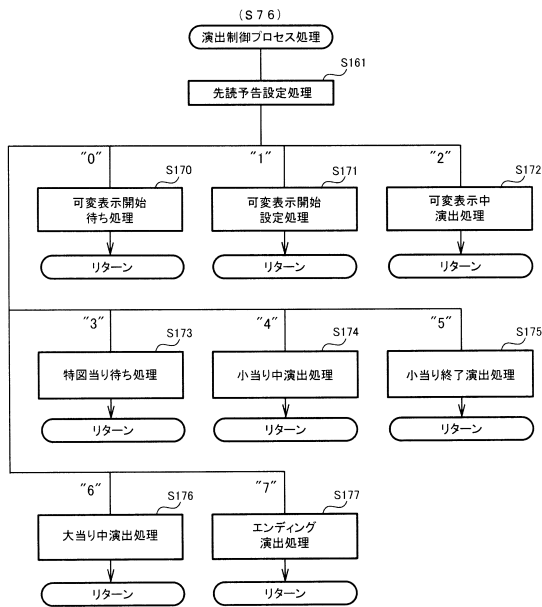 (S76)
演出制御プロセス処理
S161
先読予告設定処理
"0"
"1"
"2"
S170
S171
S172
可変表示開始
待ち処理
可変表示開始
設定処理
可変表示中
演出処理
リターン
リターン
リターン
"3"
"4"
"5"
S173
S174
S175
特図当り待ち処理
小当り中演出処理
小当り終了演出処理
リターン
リターン
リターン
"6"
"7"
S176
S177
大当り中演出処理
エンディング
演出処理
リターン
リターン